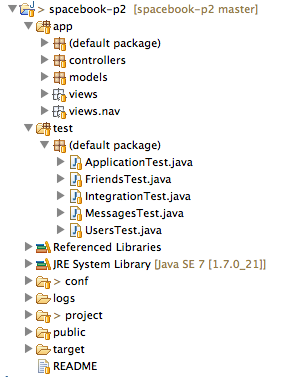 > spacebook-p2 [spacebook-p2 master]
app
(default package)
controllers
models
views
views.nav
test
(default package)
ApplicationTest.java
FriendsTest.java
IntegrationTest.java
MessagesTest.java
UsersTest.java
Referenced Libraries
JRE System Library [Java SE 7 [1.7.0_21]]
> conf
logs
> project
public
target
README